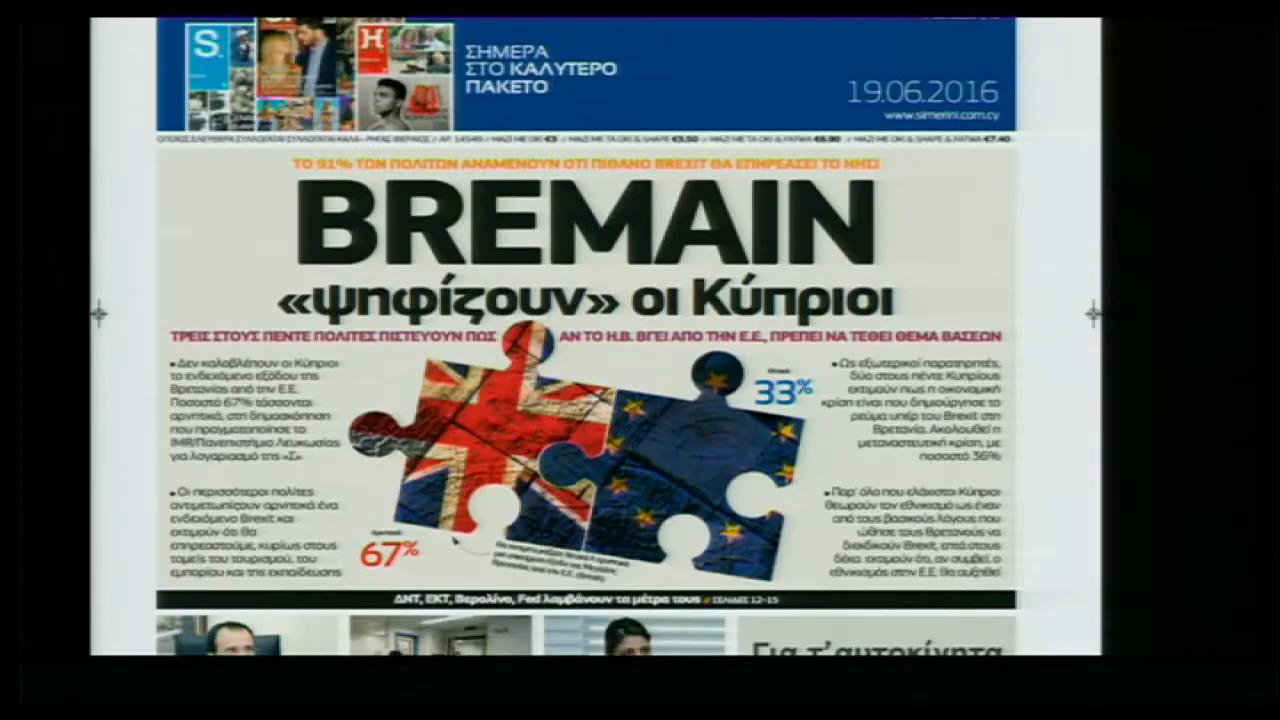 S.
H
ΣΗΜΕΡΑ
ΣΤΟ ΚΑΛΥΤΕΡΟ
ΠΑΚΕΤΟ
19.06.2016
www.simerini.com.cy
ΤΟ 91% ΤΩΝ ΠΟΛΙΤΩΝ ΑΝΑΜΕΝΟΥΝ ΟΤΙ ΠΙΘΑΝΟ BREXIT ΘΑ ΕΠΗΡΕΑΣΕΙ ΤΟ ΝΗΣΙ
BREMAIN
«ψηφίζουν» οι Κύπριοι
ΤΡΕΙΣ ΣΤΟΥΣ ΠΕΝΤΕ ΠΟΛΙΤΕΣ ΠΙΣΤΕΥΟΥΝ ΠΩΣ ΑΝ ΤΟ Η.Β. ΒΓΕΙ ΑΠΟ ΤΗΝ Ε.Ε., ΠΡΕΠΕΙ ΝΑ ΤΕΘΕΙ ΘΕΜΑ ΒΑΣΕΩΝ
• Δεν καλοβλέπουν οι Κύπριοι
το ενδεχόμενο εξόδου της
Βρετανίας από την Ε.Ε.
Ποσοστό 67% τάσσονται
αρνητικά, στη δημοσκόπηση
που πραγματοποίησε το
IMR/Πανεπιστήμιο Λευκωσίας
για λογαριασμό της «Σ»
• Οι περισσότεροι πολίτες
αντιμετωπίζουν αρνητικά ένα
ενδεχόμενο Brexit και
εκτιμούν ότι θα
επηρεαστούμε, κυρίως στους
τομείς του τουρισμού, του
εμπορίου και της εκπαίδευσης
67%
33%
• Ως εξωτερικοί παρατηρητές,
δύο στους πέντε Κυπρίους
εκτιμούν πως η οικονομική
κρίση είναι που δημιούργησε το
ρεύμα υπέρ του Brexit στη
Βρετανία. Ακολουθεί η
μεταναστευτική κρίση, με
ποσοστό 36%
• Παρ' όλο που ελάχιστοι Κύπριοι
θεωρούν τον εθνικισμό ως έναν
από τους βασικούς λόγους που
ώθησε τους Βρετανούς να
διεκδικούν Brexit, επτά στους
δέκα εκτιμούν ότι, αν συμβεί, ο
εθνικισμός στην Ε.Ε. θα αυξηθεί
ΔΝΤ, ΕΚΤ, Βερολίνο, Fed λαμβάνουν τα μέτρα τους // ΣΕΛΙΔΕΣ 12-15
Για τ' αυτοκίνητα